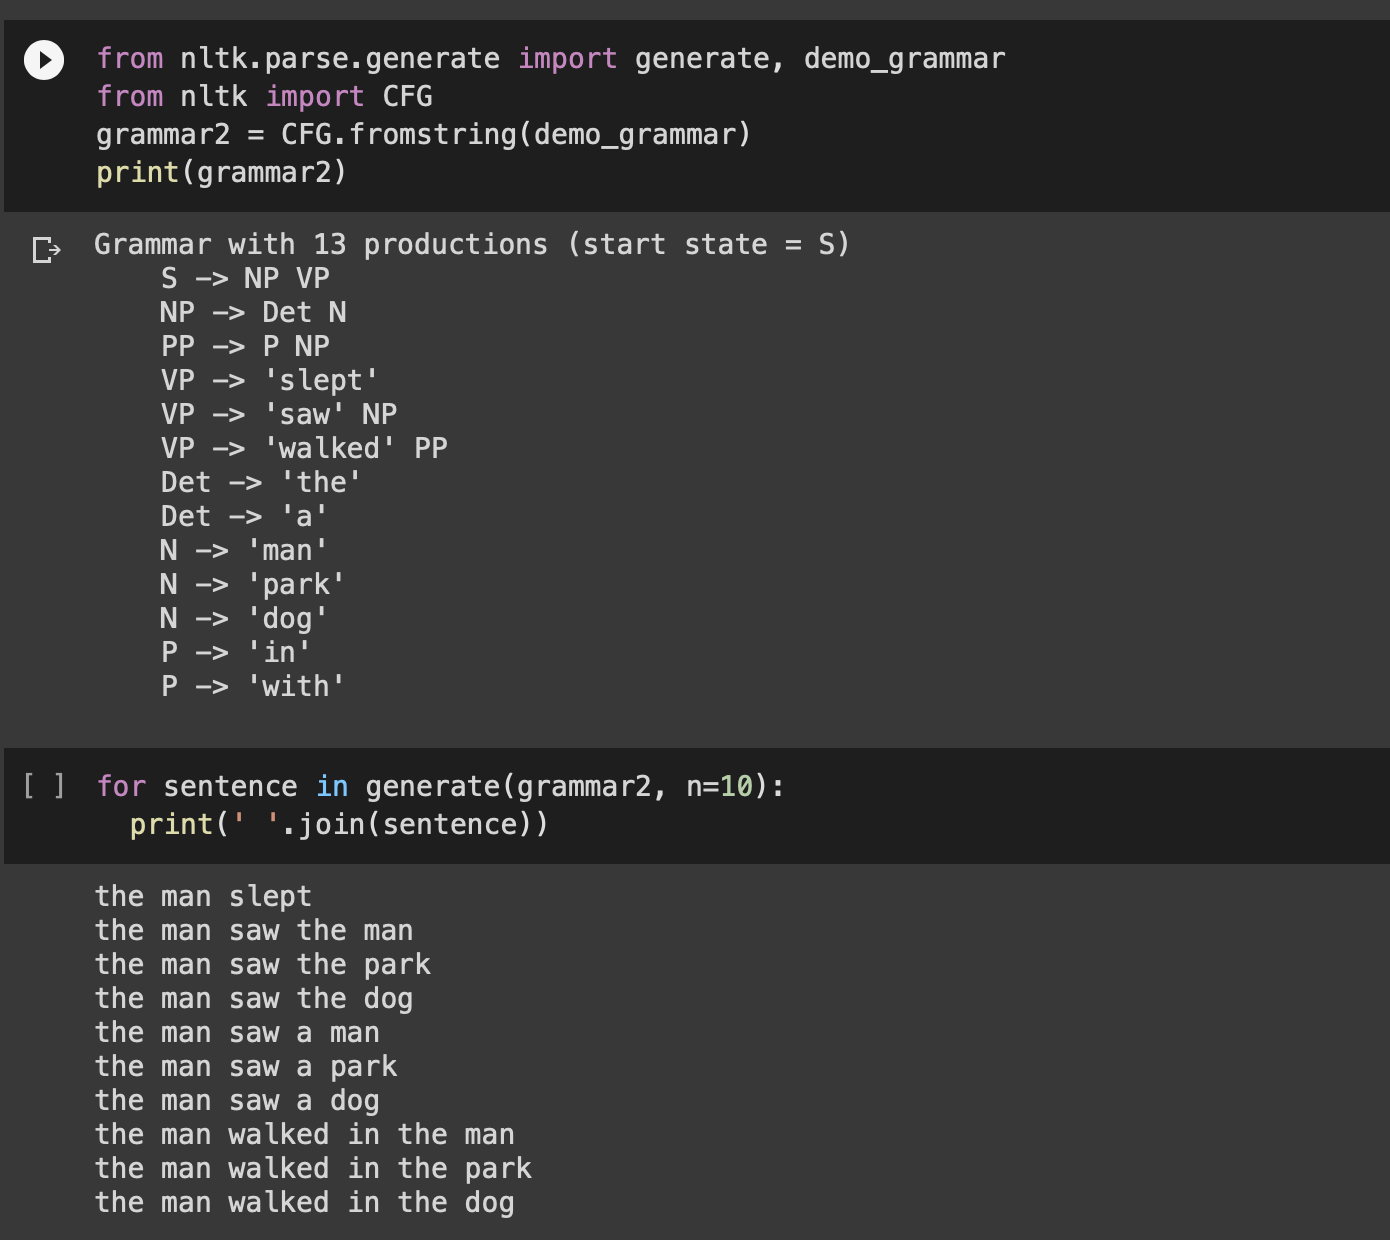 from nltk.parse.generate import generate, demo_grammar
from nltk import CFG
grammar2 = CFG.fromstring(demo_grammar)
print(grammar2)
Grammar with 13 productions (start state = S)
    S -> NP VP
    NP -> Det N
    PP -> P NP
    VP -> 'slept'
    VP -> 'saw' NP
    VP -> 'walked' PP
    Det -> 'the'
    Det -> 'a'
    N -> 'man'
    N -> 'park'
    N -> 'dog'
    P -> 'in'
    P -> 'with'
[ ] for sentence in generate(grammar2, n=10):
  print(' '.join(sentence))
the man slept
the man saw the man
the man saw the park
the man saw the dog
the man saw a man
the man saw a park
the man saw a dog
the man walked in the man
the man walked in the park
the man walked in the dog